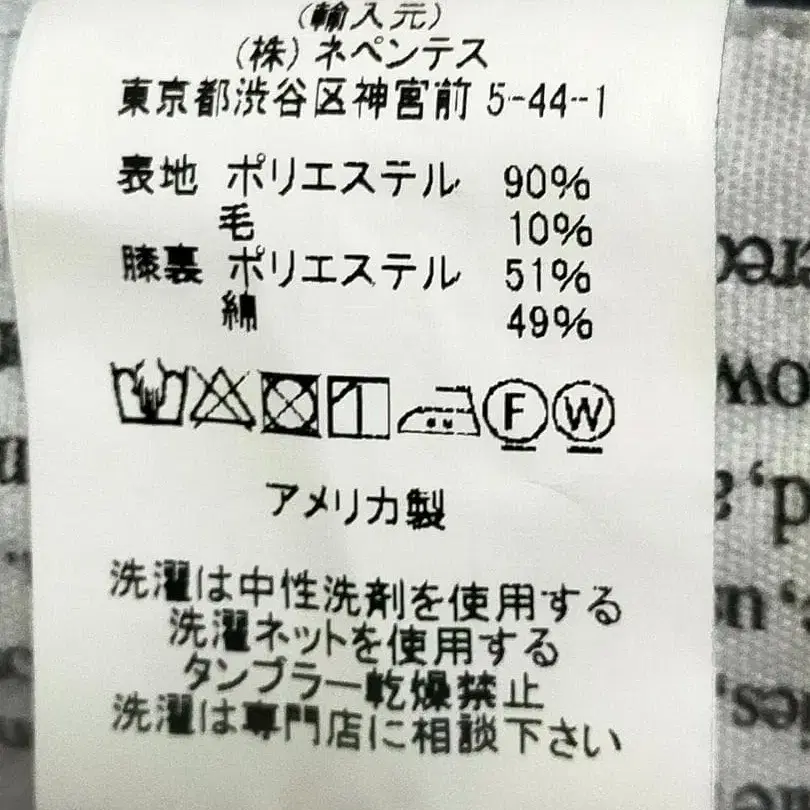 (輸入元)
(株)ネペンテス
東京都渋谷区神宮前 5-44-1
表地 ポリエステル 90%
毛 10%
膝裏 ポリエステル 51%
綿 49%
F W
アメリカ製
洗濯は中性洗剤を使用する
洗濯ネットを使用する
タンブラー乾燥禁止
洗濯は専門店に相談下さい